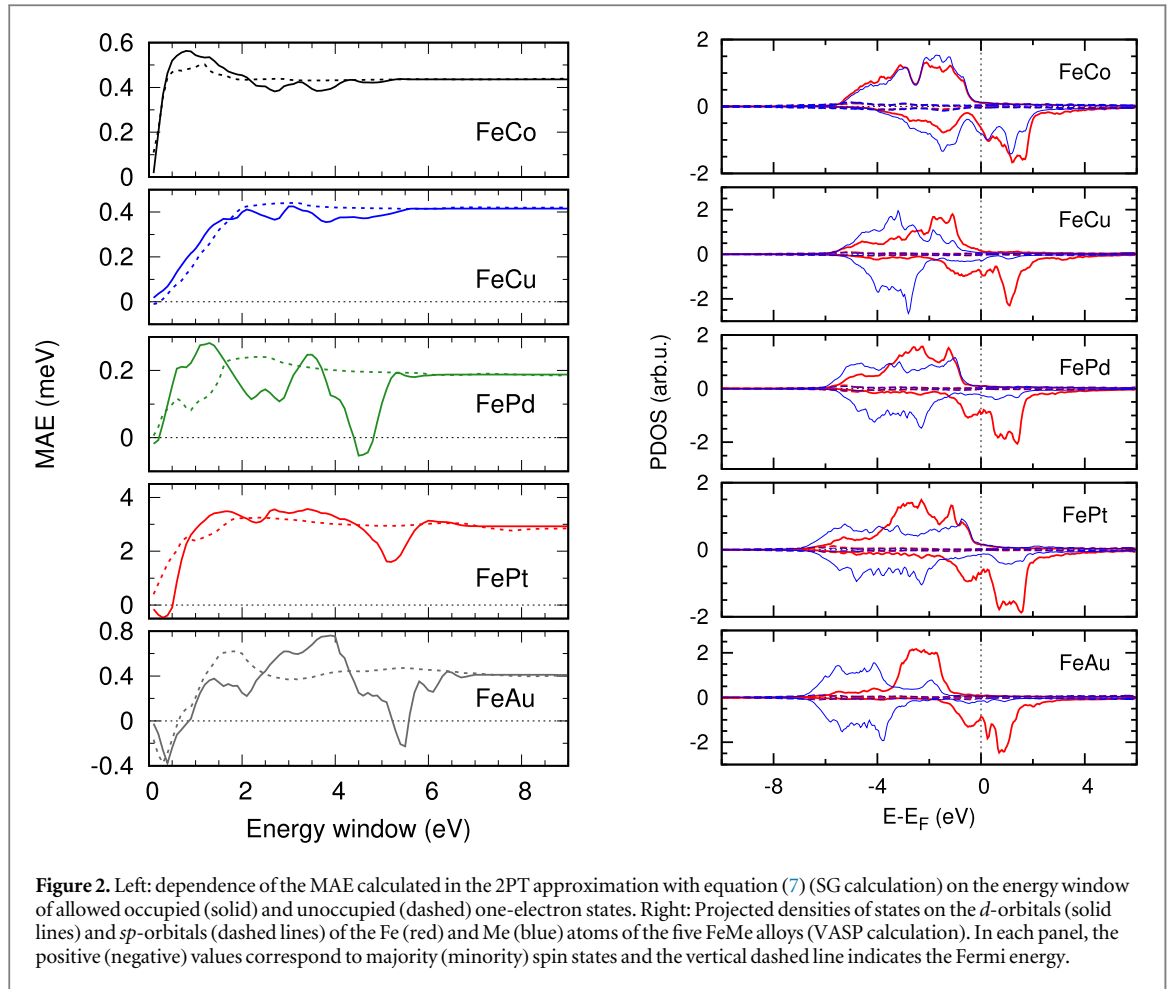 MAE (meV)
0.6
0.4
0.2
0
FeCo
0.4
0.2
0
FeCu
0.2
0
FePd
4
2
0
FePt
0.8
0.4
0
-0.4
FeAu
0 2 4 6 8
Energy window (eV)
PDOS (arb.u.)
2
0
-2
FeCo
2
0
-2
FeCu
2
0
-2
FePd
2
0
-2
FePt
2
0
-2
FeAu
-8 -4 0 4
E-EF (eV)
Figure 2. Left: dependence of the MAE calculated in the 2PT approximation with equation (7) (SG calculation) on the energy window
of allowed occupied (solid) and unoccupied (dashed) one-electron states. Right: Projected densities of states on the d-orbitals (solid
lines) and sp-orbitals (dashed lines) of the Fe (red) and Me (blue) atoms of the five FeMe alloys (VASP calculation). In each panel, the
positive (negative) values correspond to majority (minority) spin states and the vertical dashed line indicates the Fermi energy.